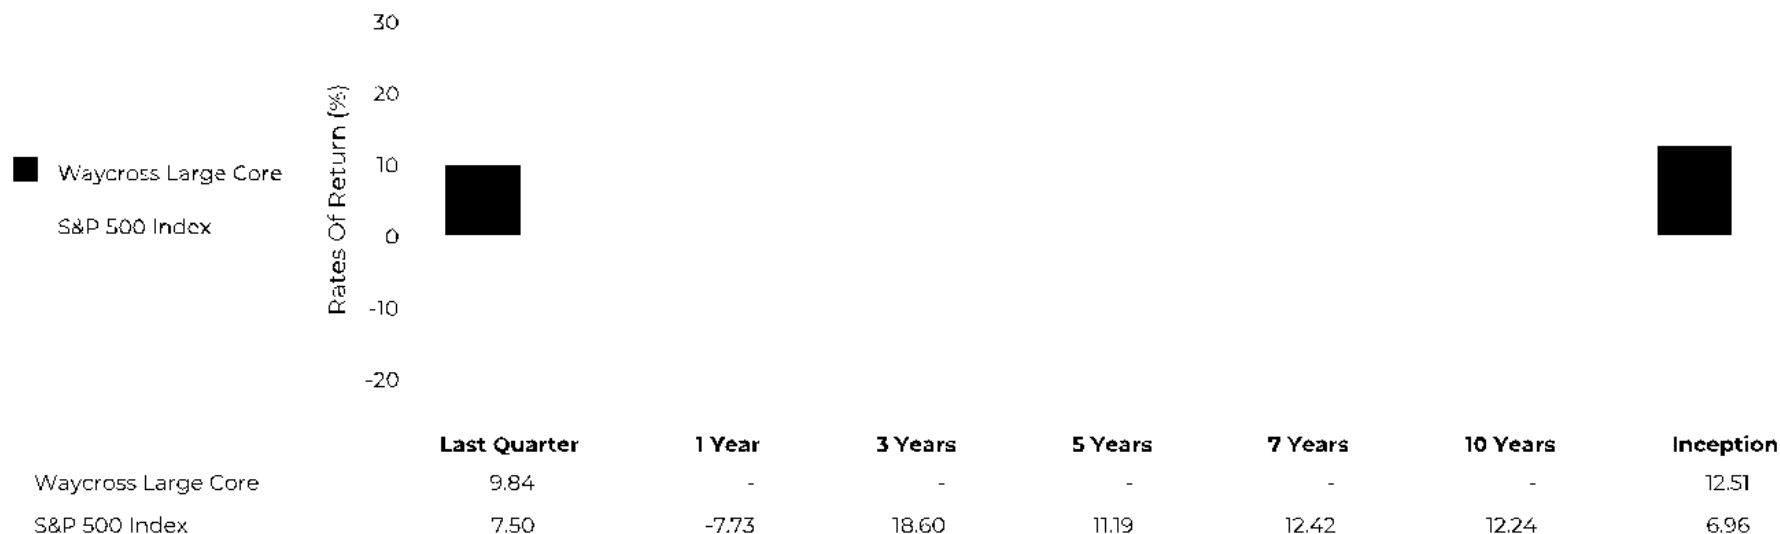 30
20
10
0
-10
-20
Rates Of Return (%)
Waycross Large Core
S&P 500 Index
Last Quarter 1 Year 3 Years 5 Years 7 Years 10 Years Inception
Waycross Large Core 9.84 - - - - - 12.51
S&P 500 Index 7.50 -7.73 18.60 11.19 12.42 12.24 6.96